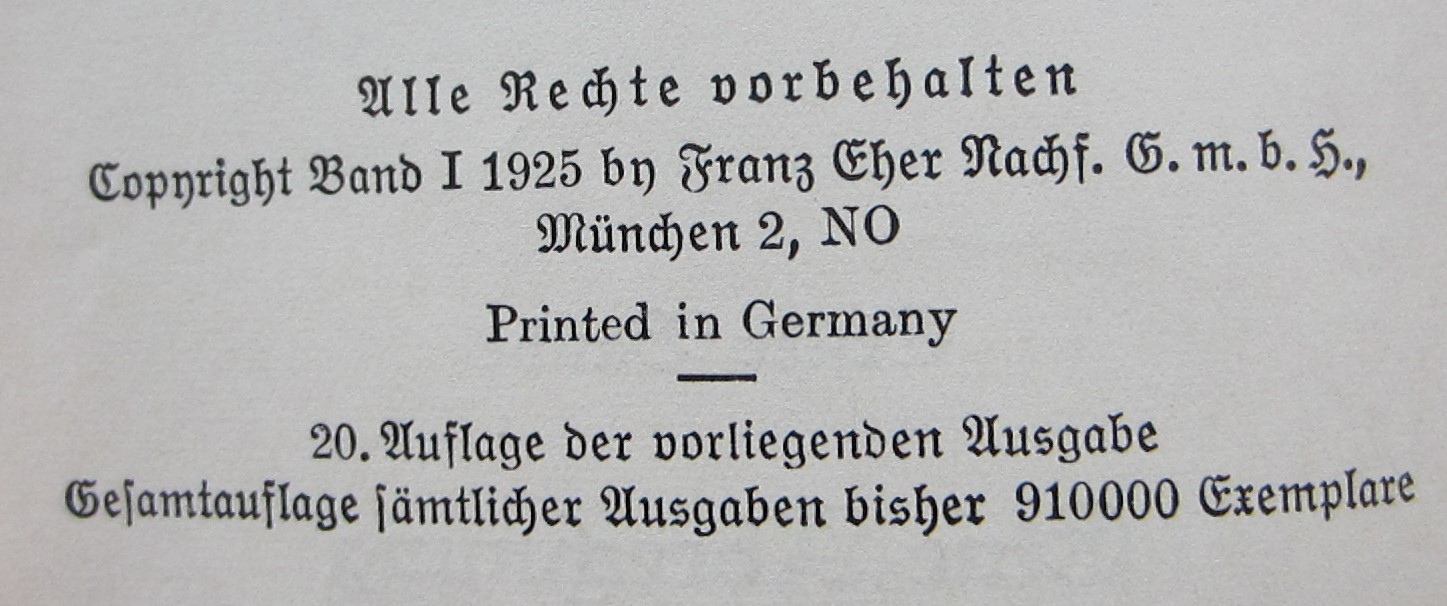 Alle Rechte vorbehalten
Copyright Band I 1925 by Franz Eher Nachf. G. m. b. H.,
München 2, NO
Printed in Germany
20. Auflage der vorliegenden Ausgabe
Geſamtauflage ſämtlicher Ausgaben bisher 910000 Exemplare